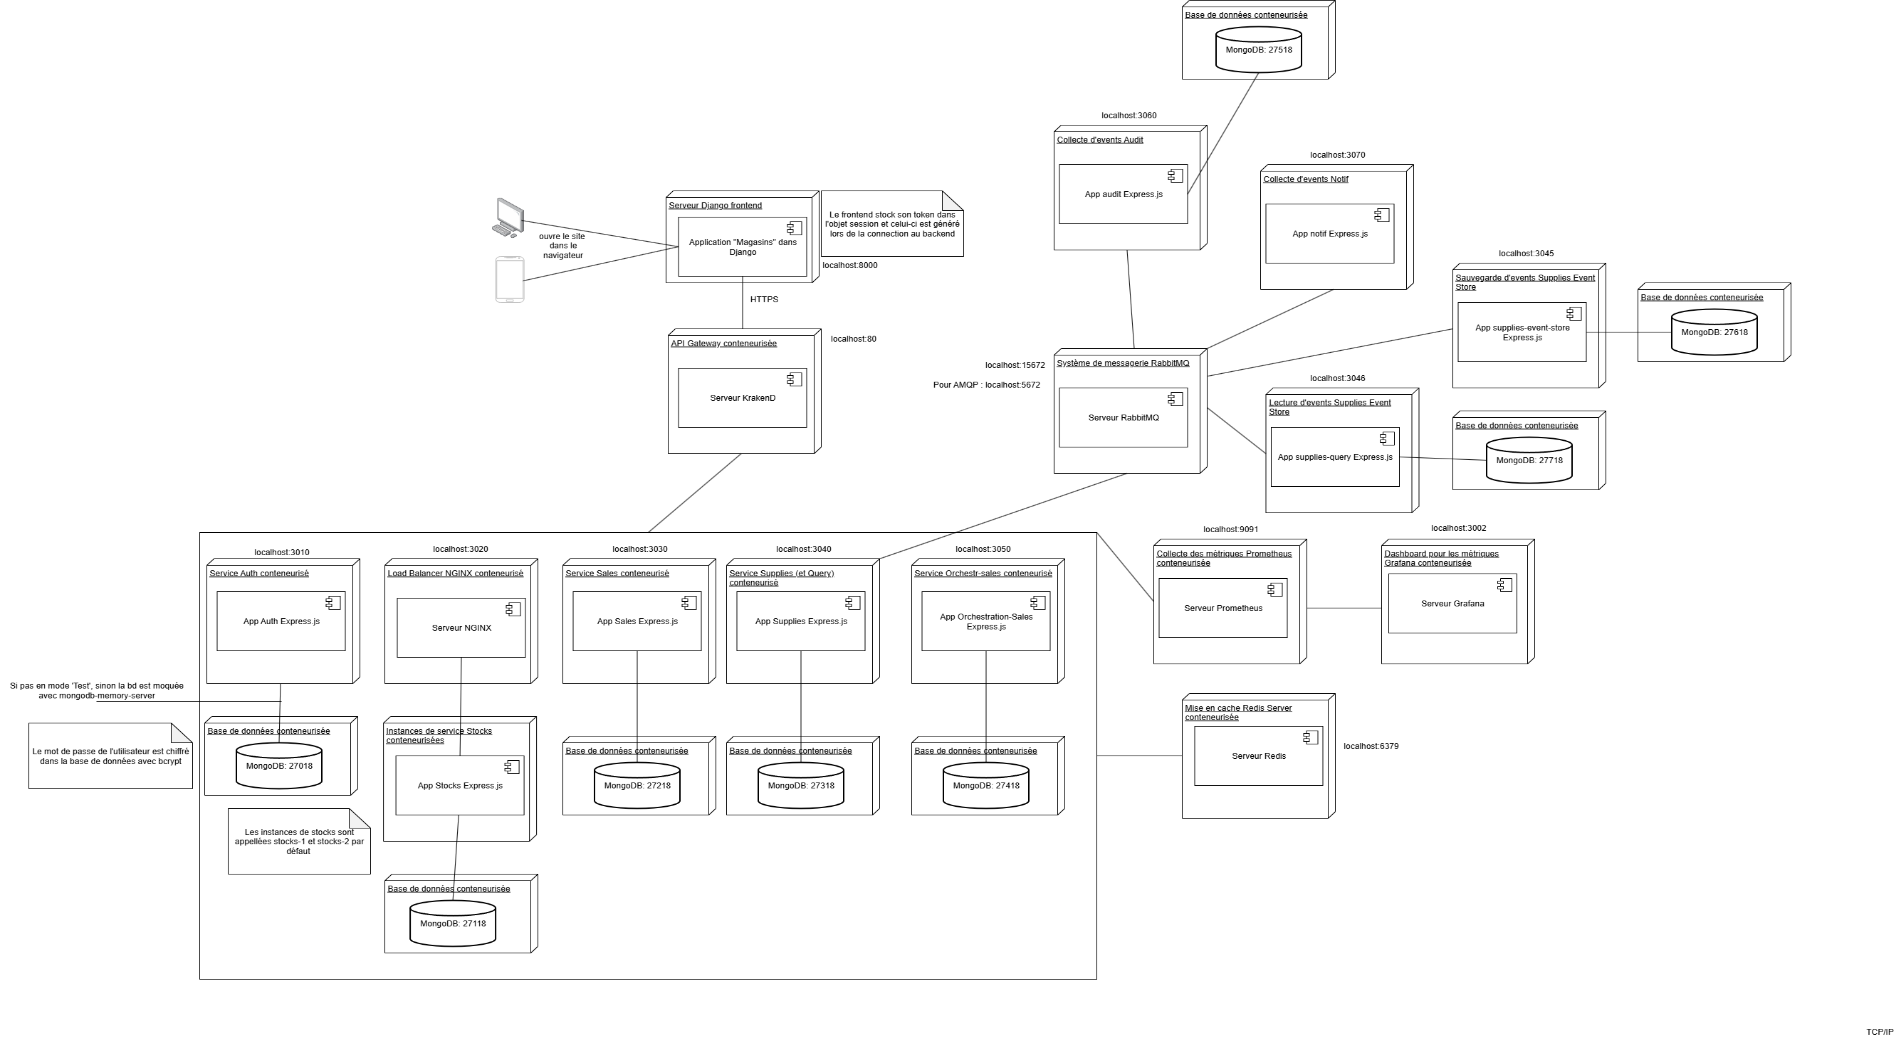 Base de données conteneurisée
MongoDB: 27518
localhost:3060
Collecte d'events Audit
App audit Express.js
localhost:3070
Collecte d'events Notif
App notif Express.js
ouvre le site
dans le
navigateur
Serveur Django frontend
Application "Magasins" dans
Django
Le frontend stock son token dans
l'objet session et celui-ci est généré
lors de la connection au backend
localhost:8000
HTTPS
localhost:3045
Sauvegarde d'events Supplies Event
Store
App supplies-event-store
Express.js
Base de données conteneurisée
MongoDB: 27618
API Gateway conteneurisée
localhost:80
Serveur KrakenD
localhost:15672
Pour AMQP : localhost:5672
Système de messagerie RabbitMQ
Serveur RabbitMQ
localhost:3046
Lecture d'events Supplies Event
Store
App supplies-query Express.js
Base de données conteneurisée
MongoDB: 27718
localhost:3010
Service Auth conteneurisé
App Auth Express.js
localhost:3020
Load Balancer NGINX conteneurisé
Serveur NGINX
localhost:3030
Service Sales conteneurisé
App Sales Express.js
localhost:3040
Service Supplies (et Query)
conteneurisé
App Supplies Express.js
localhost:3050
Service Orchestr-sales conteneurisé
App Orchestration-Sales
Express.js
localhost:9091
Collecte des métriques Prometheus
conteneurisée
Serveur Prometheus
localhost:3002
Dashboard pour les métriques
Grafana conteneurisée
Serveur Grafana
Si pas en mode 'Test', sinon la bd est moquée
avec mongodb-memory-server
Le mot de passe de l'utilisateur est chiffré
dans la base de données avec bcrypt
Base de données conteneurisée
MongoDB: 27018
Instances de service Stocks
conteneurisées
App Stocks Express.js
Base de données conteneurisée
MongoDB: 27218
Base de données conteneurisée
MongoDB: 27318
Base de données conteneurisée
MongoDB: 27418
Mise en cache Redis Server
conteneurisée
Serveur Redis
localhost:6379
Les instances de stocks sont
appellées stocks-1 et stocks-2 par
défaut
Base de données conteneurisée
MongoDB: 27118
TCP/IP